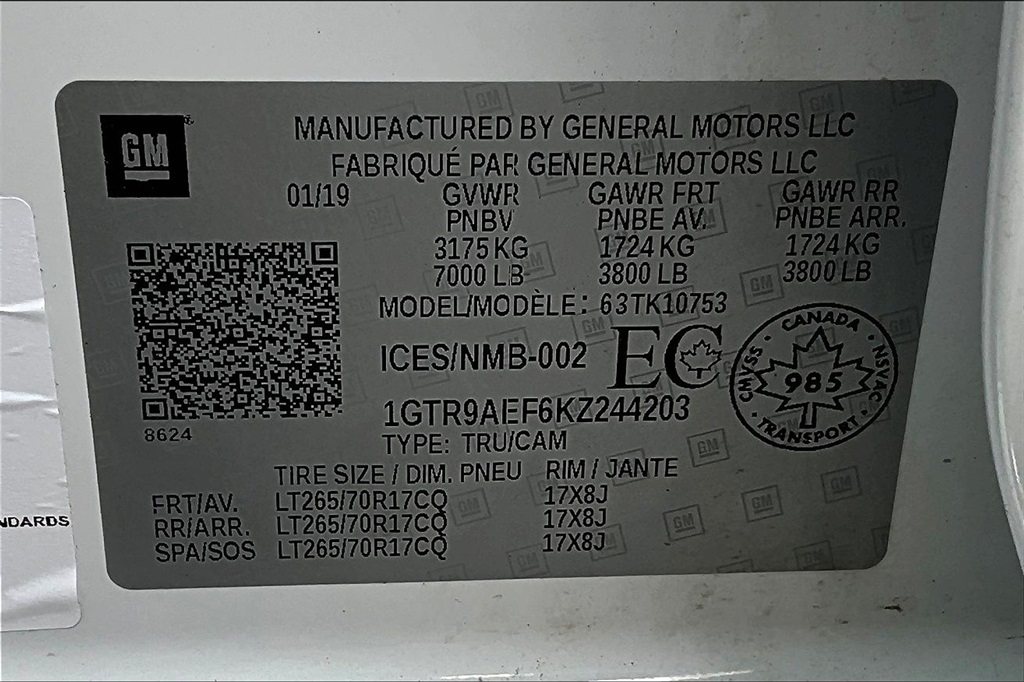 GM
MANUFACTURED BY GENERAL MOTORS LLC
FABRIQUÉ PAR GENERAL MOTORS LLC
01/19 GVWR GAWR FRT GAWR RR
PNBV PNBE AV. PNBE ARR.
3175 KG 1724 KG 1724 KG
7000 LB 3800 LB 3800 LB
MODEL/MODÈLE: 63TK10753
ICES/NMB-002 EC
CANADA
CMVSS 985 NSVAC
TRANSPORT
1GTR9AEF6KZ244203
8624
TYPE: TRU/CAM
TIRE SIZE / DIM. PNEU RIM / JANTE
FRT/AV. LT265/70R17CQ 17X8J
RR/ARR. LT265/70R17CQ 17X8J
SPA/SOS LT265/70R17CQ 17X8J
NDARDS